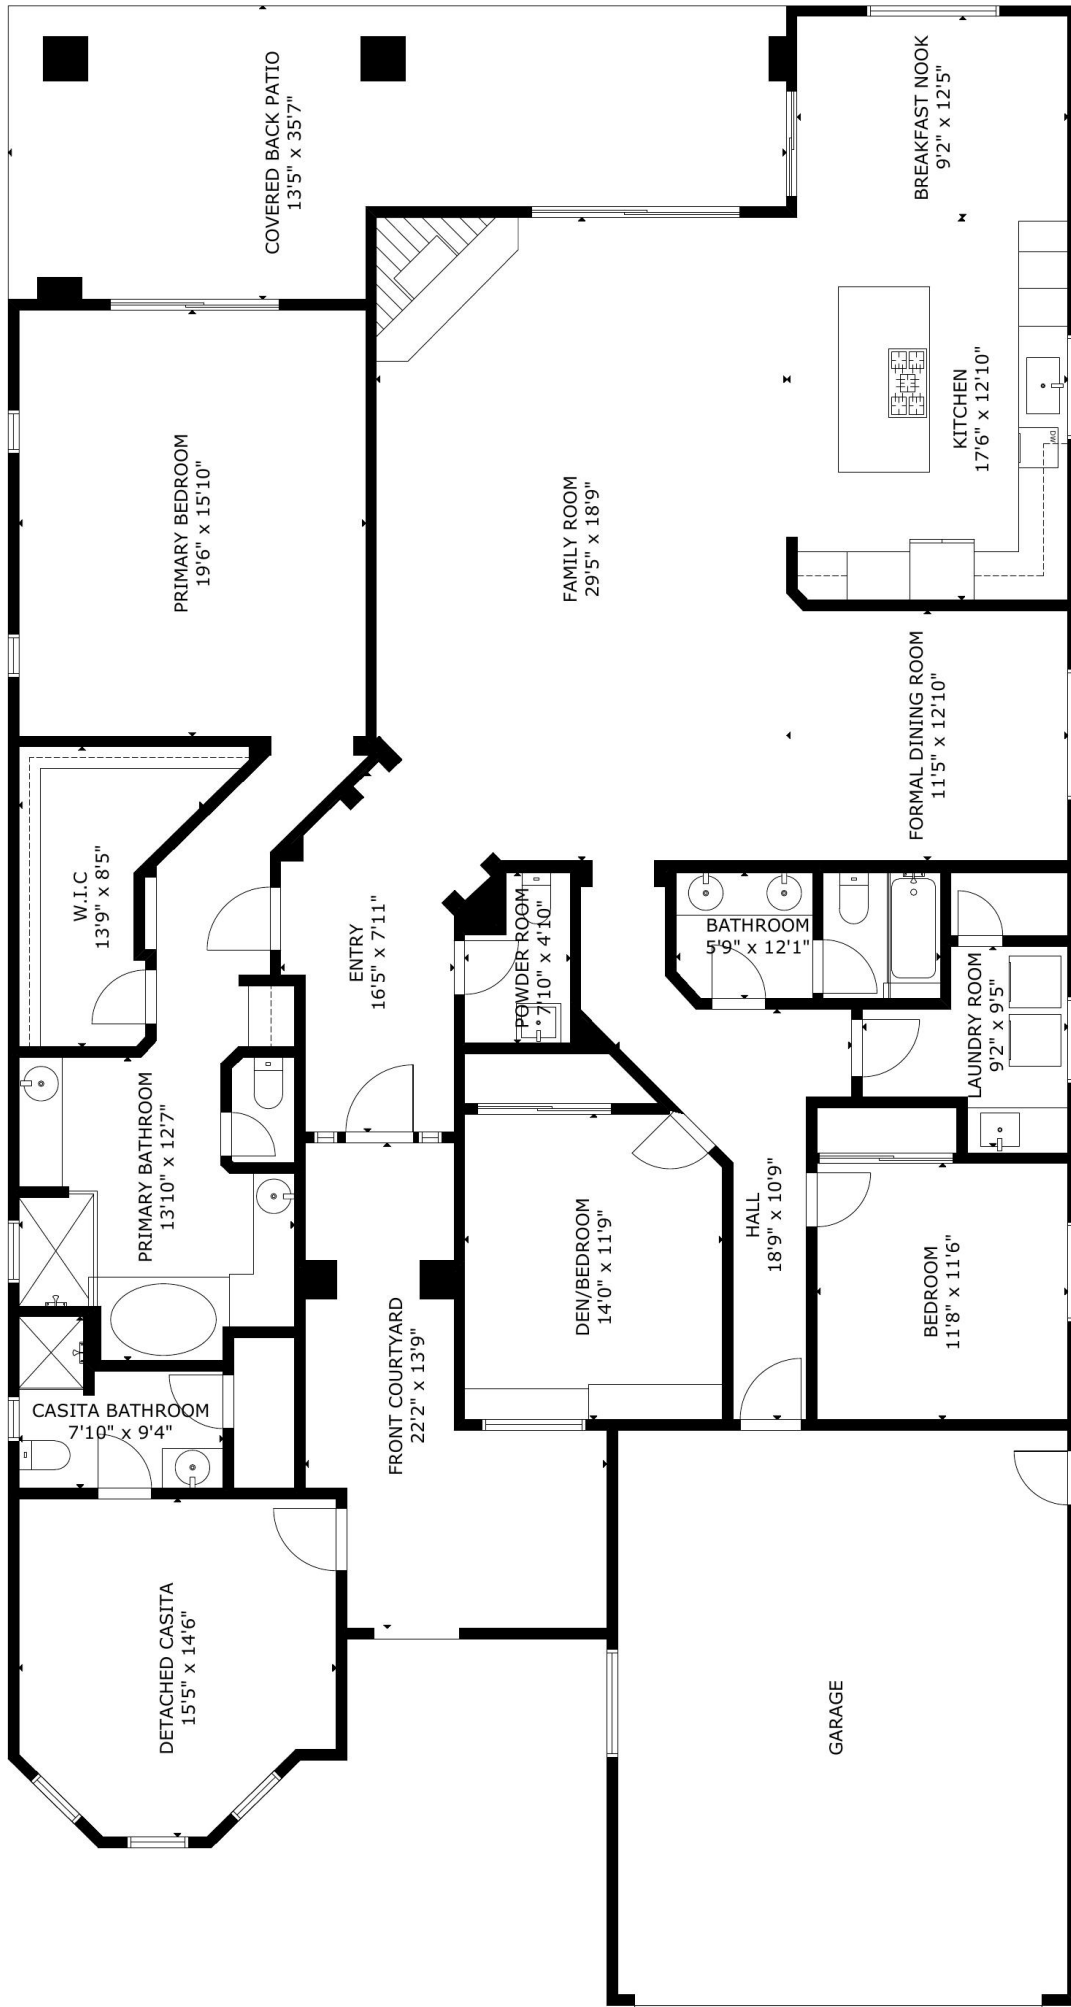 COVERED BACK PATIO
13'5" x 35'7"
BREAKFAST NOOK
9'2" x 12'5"
PRIMARY BEDROOM
19'6" x 15'10"
FAMILY ROOM
29'5" x 18'9"
KITCHEN
17'6" x 12'10"
DW
FORMAL DINING ROOM
11'5" x 12'10"
W.I.C
13'9" x 8'5"
ENTRY
16'5" x 7'11"
POWDER ROOM
7'10" x 4'10"
BATHROOM
5'9" x 12'1"
LAUNDRY ROOM
9'2" x 9'5"
PRIMARY BATHROOM
13'10" x 12'7"
DEN/BEDROOM
14'0" x 11'9"
HALL
18'9" x 10'9"
BEDROOM
11'8" x 11'6"
FRONT COURTYARD
22'2" x 13'9"
CASITA BATHROOM
7'10" x 9'4"
DETACHED CASITA
15'5" x 14'6"
GARAGE